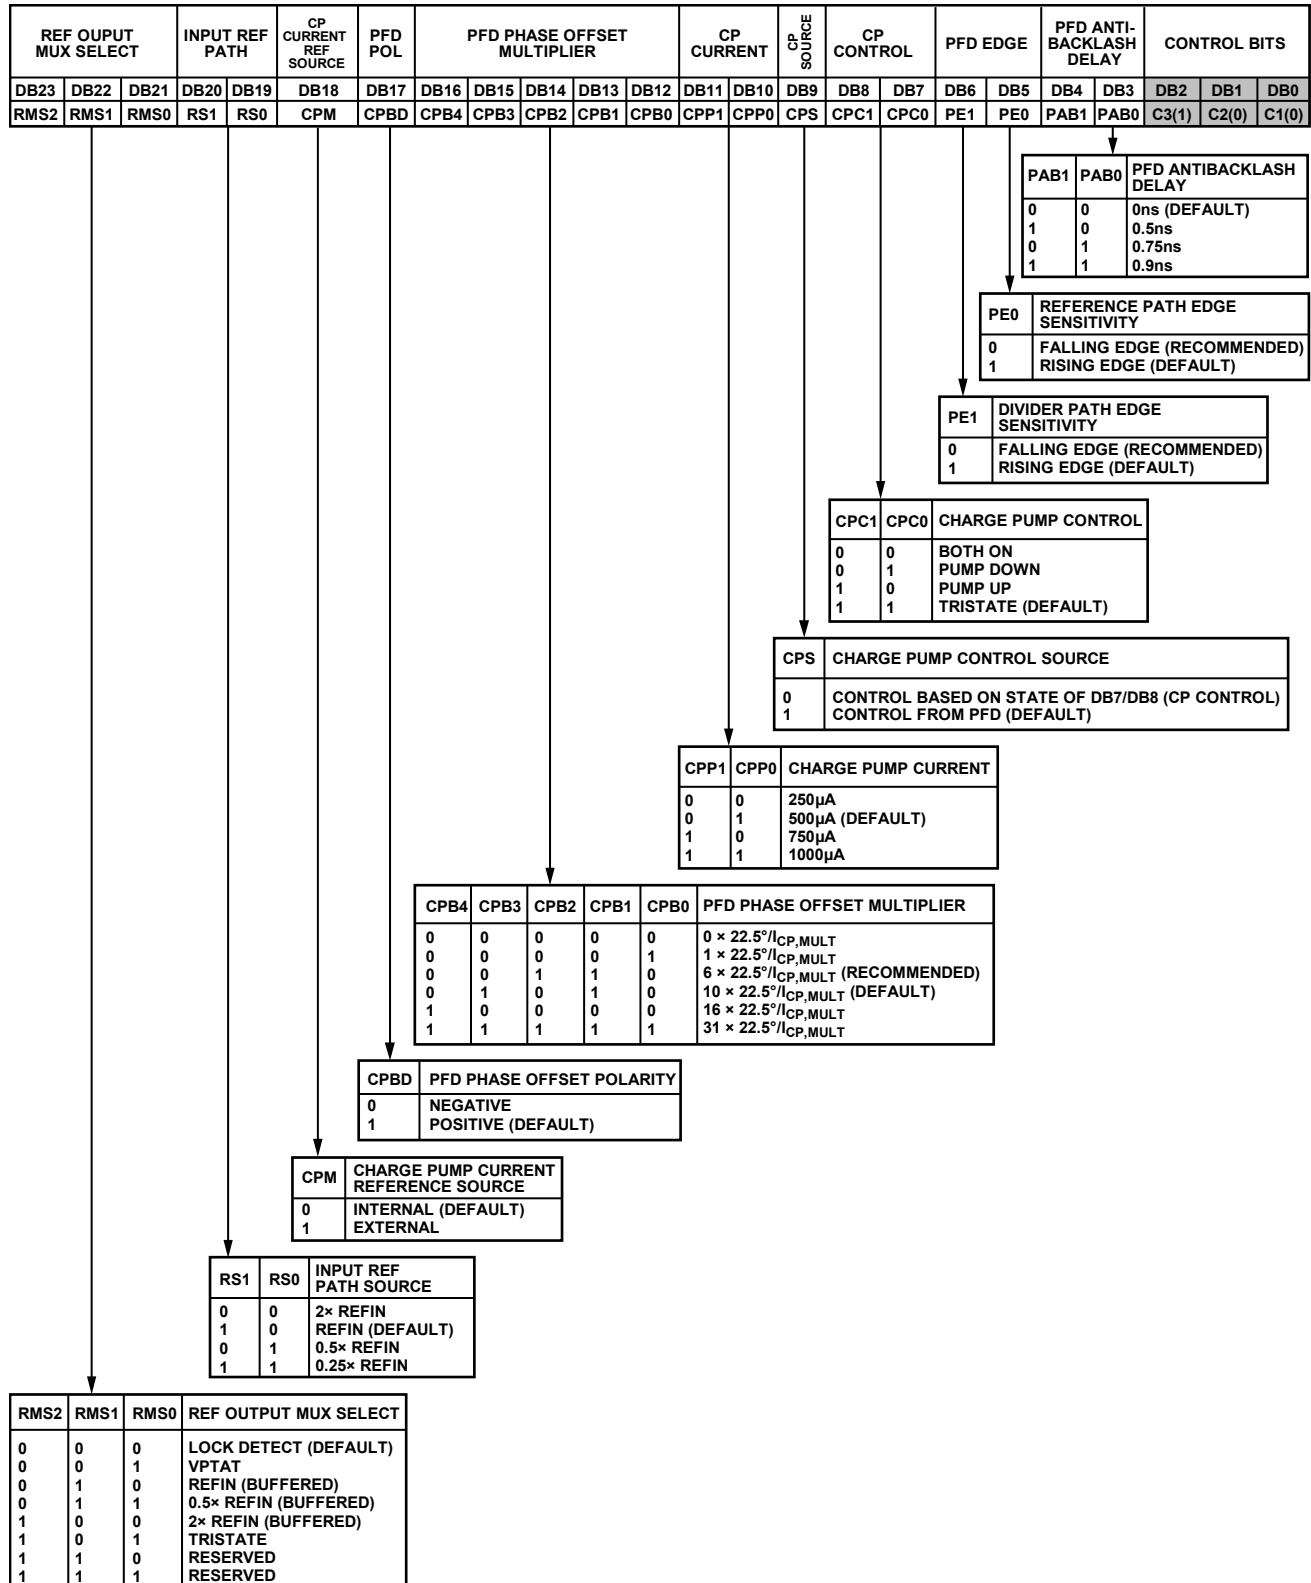 REF OUPUT MUX SELECT INPUT REF PATH CP CURRENT REF SOURCE PFD POL PFD PHASE OFFSET MULTIPLIER CP CURRENT CP SOURCE CP CONTROL PFD EDGE PFD ANTI-BACKLASH DELAY CONTROL BITS
DB23 DB22 DB21 DB20 DB19 DB18 DB17 DB16 DB15 DB14 DB13 DB12 DB11 DB10 DB9 DB8 DB7 DB6 DB5 DB4 DB3 DB2 DB1 DB0
RMS2 RMS1 RMS0 RS1 RS0 CPM CPBD CPB4 CPB3 CPB2 CPB1 CPB0 CPP1 CPP0 CPS CPC1 CPC0 PE1 PE0 PAB1 PAB0 C3(1) C2(0) C1(0)
PAB1 PAB0 PFD ANTIBACKLASH DELAY
0 0 0ns (DEFAULT)
1 0 0.5ns
0 1 0.75ns
1 1 0.9ns
PE0 REFERENCE PATH EDGE SENSITIVITY
0 FALLING EDGE (RECOMMENDED)
1 RISING EDGE (DEFAULT)
PE1 DIVIDER PATH EDGE SENSITIVITY
0 FALLING EDGE (RECOMMENDED)
1 RISING EDGE (DEFAULT)
CPC1 CPC0 CHARGE PUMP CONTROL
0 0 BOTH ON
0 1 PUMP DOWN
1 0 PUMP UP
1 1 TRISTATE (DEFAULT)
CPS CHARGE PUMP CONTROL SOURCE
0 CONTROL BASED ON STATE OF DB7/DB8 (CP CONTROL)
1 CONTROL FROM PFD (DEFAULT)
CPP1 CPP0 CHARGE PUMP CURRENT
0 0 250µA
0 1 500µA (DEFAULT)
1 0 750µA
1 1 1000µA
CPB4 CPB3 CPB2 CPB1 CPB0 PFD PHASE OFFSET MULTIPLIER
0 0 0 0 0 0 × 22.5°/ICP,MULT
0 0 0 0 1 1 × 22.5°/ICP,MULT
0 0 1 1 0 6 × 22.5°/ICP,MULT (RECOMMENDED)
0 1 0 1 0 10 × 22.5°/ICP,MULT (DEFAULT)
1 0 0 0 0 16 × 22.5°/ICP,MULT
1 1 1 1 1 31 × 22.5°/ICP,MULT
CPBD PFD PHASE OFFSET POLARITY
0 NEGATIVE
1 POSITIVE (DEFAULT)
CPM CHARGE PUMP CURRENT REFERENCE SOURCE
0 INTERNAL (DEFAULT)
1 EXTERNAL
RS1 RS0 INPUT REF PATH SOURCE
0 0 2× REFIN
1 0 REFIN (DEFAULT)
0 1 0.5× REFIN
1 1 0.25× REFIN
RMS2 RMS1 RMS0 REF OUTPUT MUX SELECT
0 0 0 LOCK DETECT (DEFAULT)
0 0 1 VPTAT
0 1 0 REFIN (BUFFERED)
0 1 1 0.5× REFIN (BUFFERED)
1 0 0 2× REFIN (BUFFERED)
1 0 1 TRISTATE
1 1 0 RESERVED
1 1 1 RESERVED